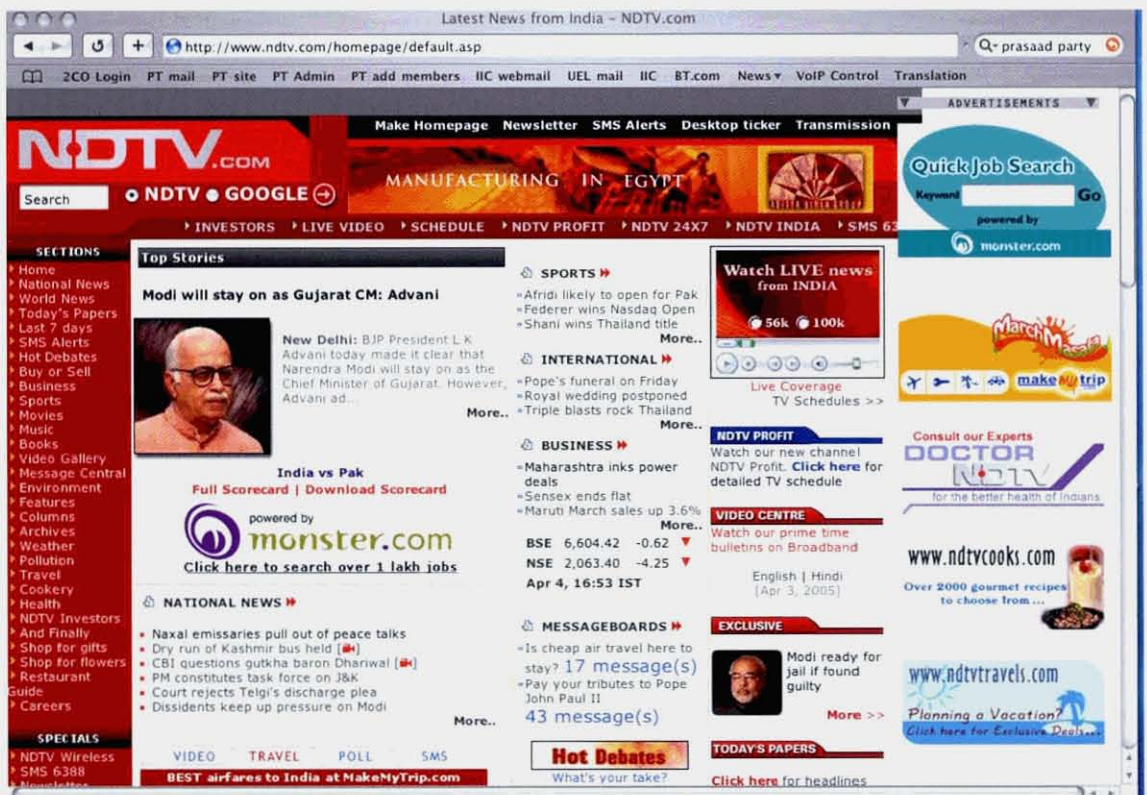 Latest News from India – NDTV.com
http://www.ndtv.com/homepage/default.asp
prasaad party
2CO Login PT mail PT site PT Admin PT add members IIC webmail UEL mail IIC BT.com News VoIP Control Translation
ADVERTISEMENTS
Make Homepage Newsletter SMS Alerts Desktop ticker Transmission
NDTV.COM
MANUFACTURING IN EGYPT
Search NDTV GOOGLE
INVESTORS LIVE VIDEO SCHEDULE NDTV PROFIT NDTV 24X7 NDTV INDIA SMS 63
Quick Job Search
Keyword Go
powered by
monster.com
SECTIONS
Home
National News
World News
Today's Papers
Last 7 days
SMS Alerts
Hot Debates
Buy or Sell
Business
Sports
Movies
Music
Books
Video Gallery
Message Central
Environment
Features
Columns
Archives
Weather
Pollution
Travel
Cookery
Health
NDTV Investors
And Finally
Shop for gifts
Shop for flowers
Restaurant
Guide
Careers
SPECIALS
NDTV Wireless
SMS 6388
Newsletter
Top Stories
Modi will stay on as Gujarat CM: Advani
New Delhi: BJP President L K
Advani today made it clear that
Narendra Modi will stay on as the
Chief Minister of Gujarat. However,
Advani ad...
More..
India vs Pak
Full Scorecard | Download Scorecard
powered by
monster.com
Click here to search over 1 lakh jobs
NATIONAL NEWS
Naxal emissaries pull out of peace talks
Dry run of Kashmir bus held [ ]
CBI questions gutkha baron Dhariwal [ ]
PM constitutes task force on J&K
Court rejects Telgi's discharge plea
Dissidents keep up pressure on Modi
More..
VIDEO TRAVEL POLL SMS
BEST airfares to India at MakeMyTrip.com
SPORTS
Afridi likely to open for Pak
Federer wins Nasdaq Open
Shani wins Thailand title
More..
INTERNATIONAL
Pope's funeral on Friday
Royal wedding postponed
Triple blasts rock Thailand
More..
BUSINESS
Maharashtra inks power
deals
Sensex ends flat
Maruti March sales up 3.6%
More..
BSE 6,604.42 -0.62
NSE 2,063.40 -4.25
Apr 4, 16:53 IST
MESSAGEBOARDS
Is cheap air travel here to
stay? 17 message(s)
Pay your tributes to Pope
John Paul II
43 message(s)
Hot Debates
What's your take?
Watch LIVE news
from INDIA
56k 100k
Live Coverage
TV Schedules >>
NDTV PROFIT
Watch our new channel
NDTV Profit. Click here for
detailed TV schedule
VIDEO CENTRE
Watch our prime time
bulletins on Broadband
English | Hindi
[Apr 3, 2005]
EXCLUSIVE
Modi ready for
jail if found
guilty
More >>
TODAY'S PAPERS
Click here for headlines
March Masala
make my trip
Consult our Experts
DOCTOR
NDTV
for the better health of Indians
www.ndtvcooks.com
Over 2000 gourmet recipes
to choose from ...
www.ndtvtravels.com
Planning a Vacation?
Click here for Exclusive Deals...